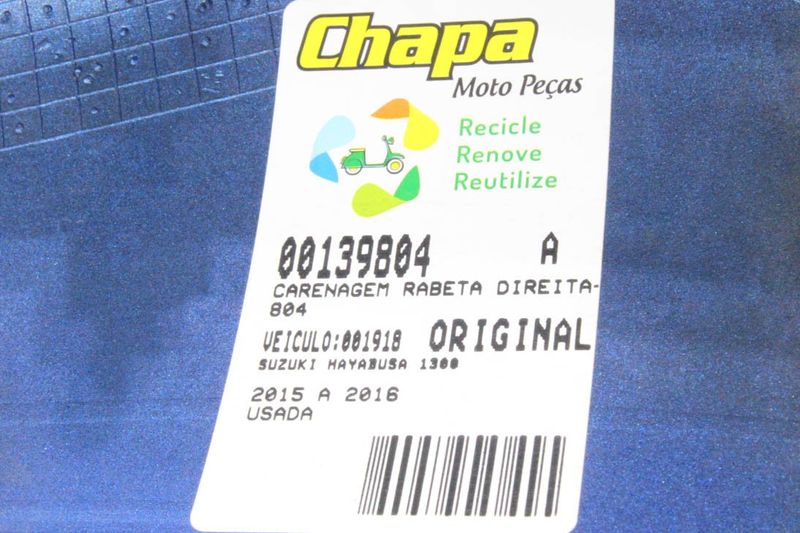 Chapa
Moto Peças
Recicle
Renove
Reutilize
00139804 A
CARENAGEM RABETA DIREITA-
804
VEICULO:001918 ORIGINAL
SUZUKI HAYABUSA 1300
2015 A 2016
USADA